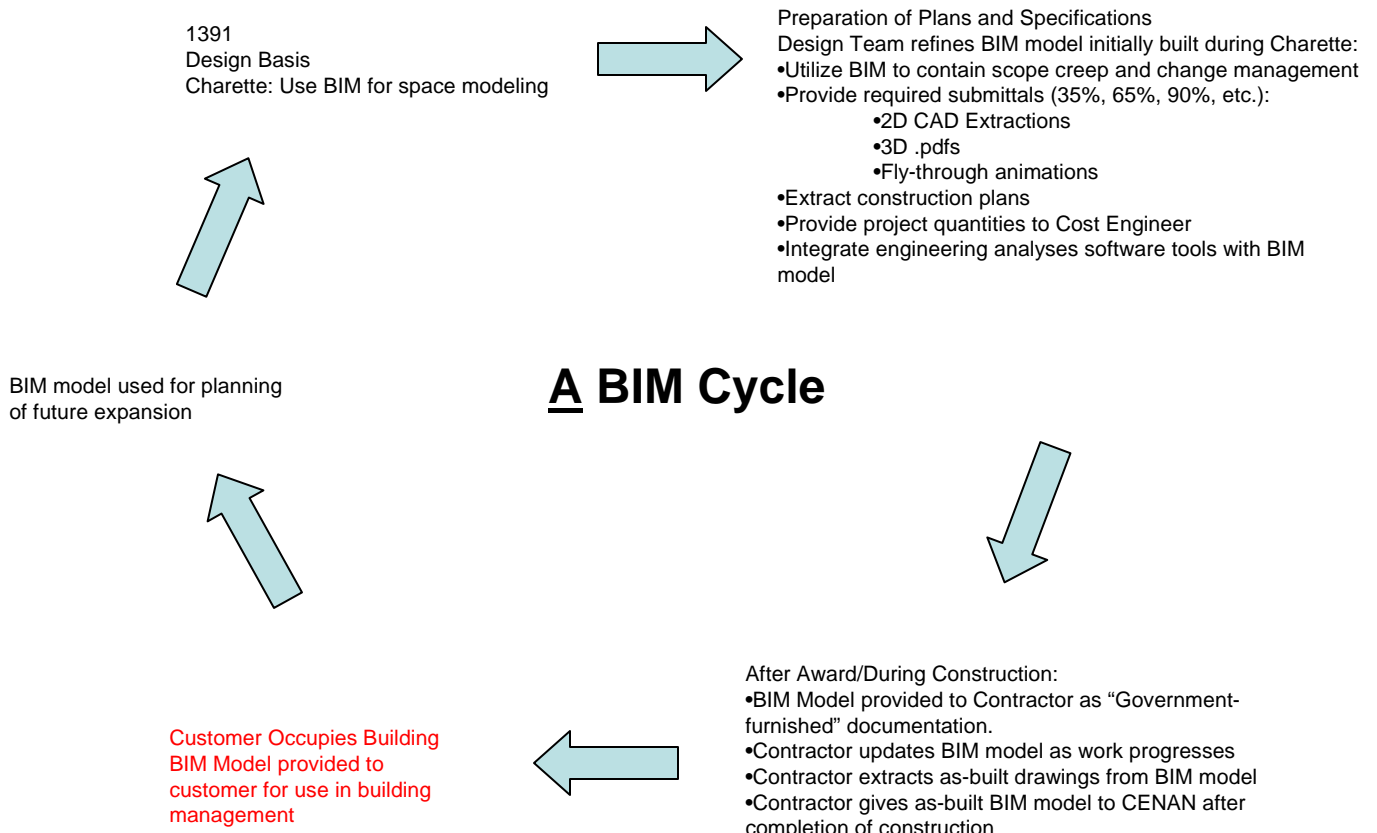 1391
Design Basis
Charette: Use BIM for space modeling
Preparation of Plans and Specifications
Design Team refines BIM model initially built during Charette:
•Utilize BIM to contain scope creep and change management
•Provide required submittals (35%, 65%, 90%, etc.):
•2D CAD Extractions
•3D .pdfs
•Fly-through animations
•Extract construction plans
•Provide project quantities to Cost Engineer
•Integrate engineering analyses software tools with BIM
model
A BIM Cycle
BIM model used for planning
of future expansion
After Award/During Construction:
•BIM Model provided to Contractor as “Government-
furnished” documentation.
•Contractor updates BIM model as work progresses
•Contractor extracts as-built drawings from BIM model
•Contractor gives as-built BIM model to CENAN after
completion of construction
Customer Occupies Building
BIM Model provided to
customer for use in building
management